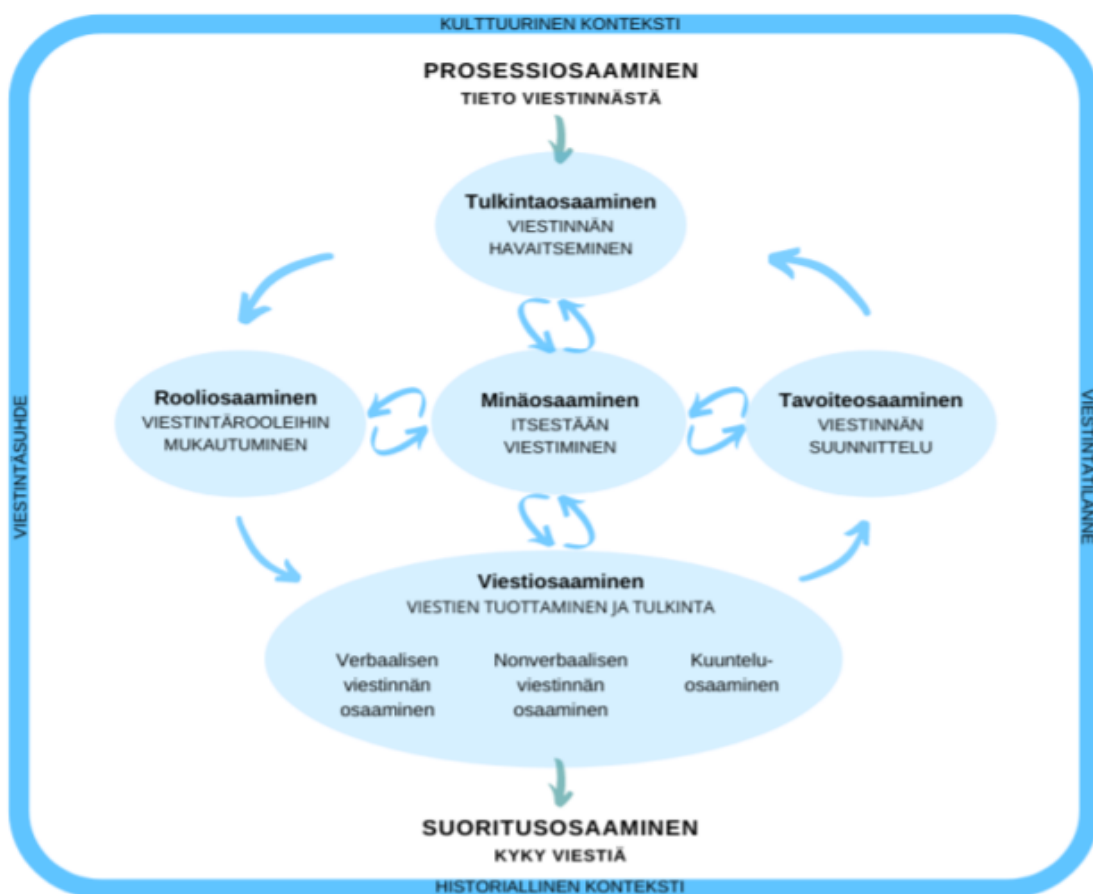 KULTTUURINEN KONTEKSTI
PROSESSIOSAAMINEN
TIETO VIESTINNÄSTÄ
Tulkintaosaaminen
VIESTINNÄN
HAVAITSEMINEN
Rooliosaaminen
VIESTINTÄROOLEIHIN
MUKAUTUMINEN
Minäosaaminen
ITSESTÄÄN
VIESTIMINEN
Tavoiteosaaminen
VIESTINNÄN
SUUNNITTELU
VIESTINTÄSUHDE
VIESTINTÄTILANNE
Viestiosaaminen
VIESTIEN TUOTTAMINEN JA TULKINTA
Verbaalisen
viestinnän
osaaminen
Nonverbaalisen
viestinnän
osaaminen
Kuuntelu-
osaaminen
SUORITUSOSAAMINEN
KYKY VIESTIÄ
HISTORIALLINEN KONTEKSTI